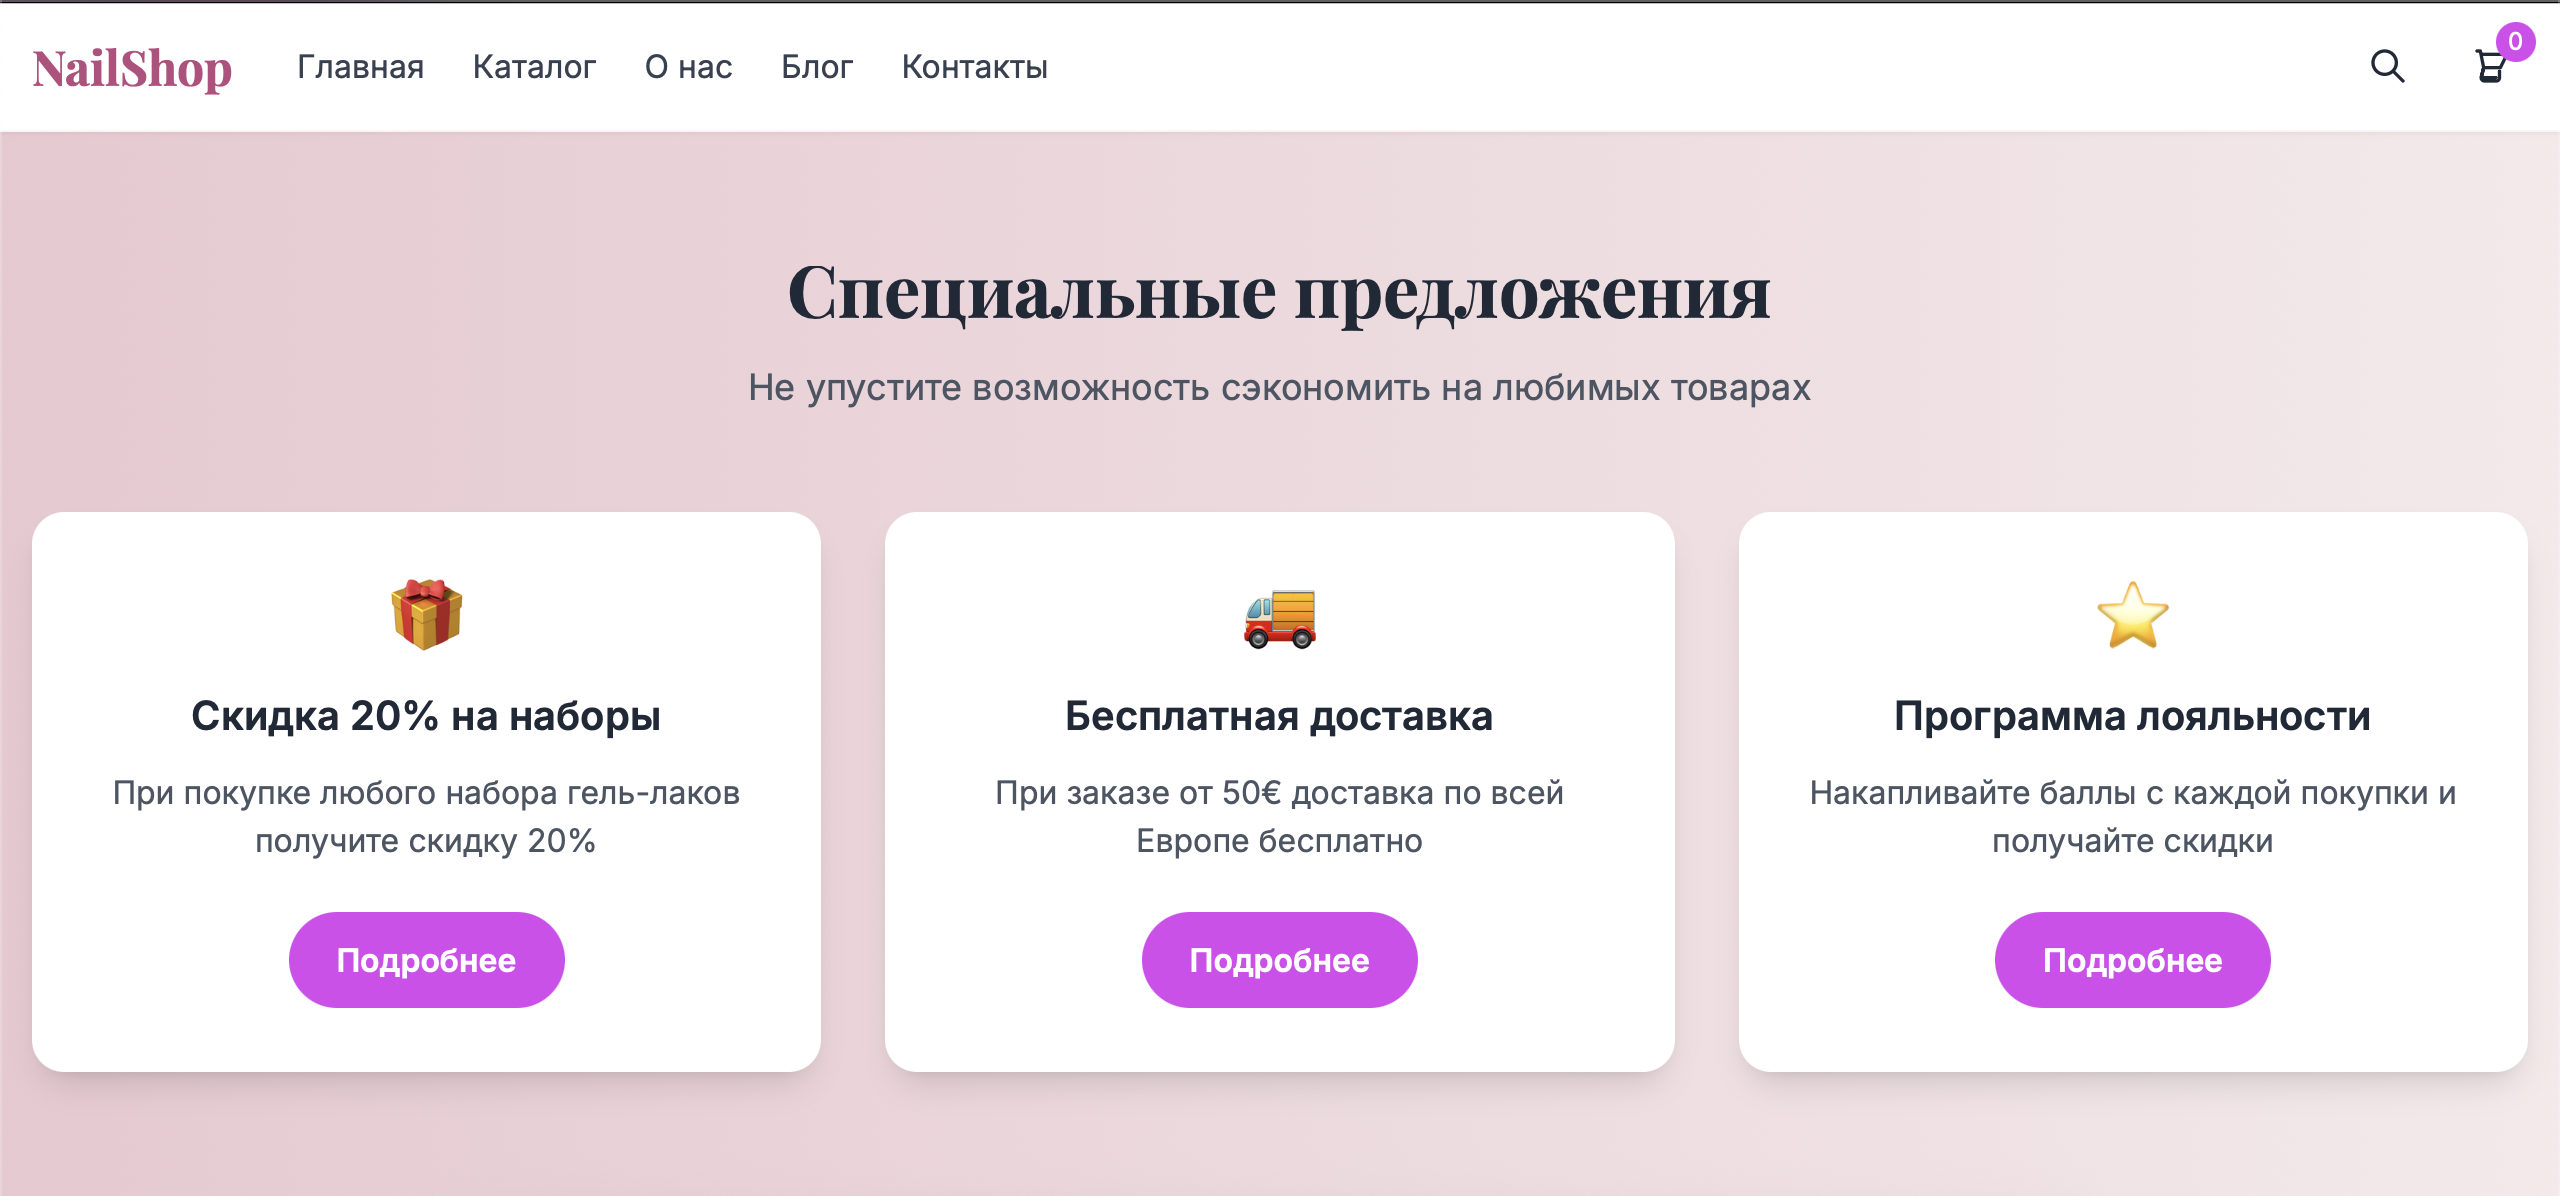 NailShop
Главная
Каталог
О нас
Блог
Контакты
0
Специальные предложения
Не упустите возможность сэкономить на любимых товарах
Скидка 20% на наборы
При покупке любого набора гель-лаков
получите скидку 20%
Подробнее
Бесплатная доставка
При заказе от 50€ доставка по всей
Европе бесплатно
Подробнее
Программа лояльности
Накапливайте баллы с каждой покупки и
получайте скидки
Подробнее